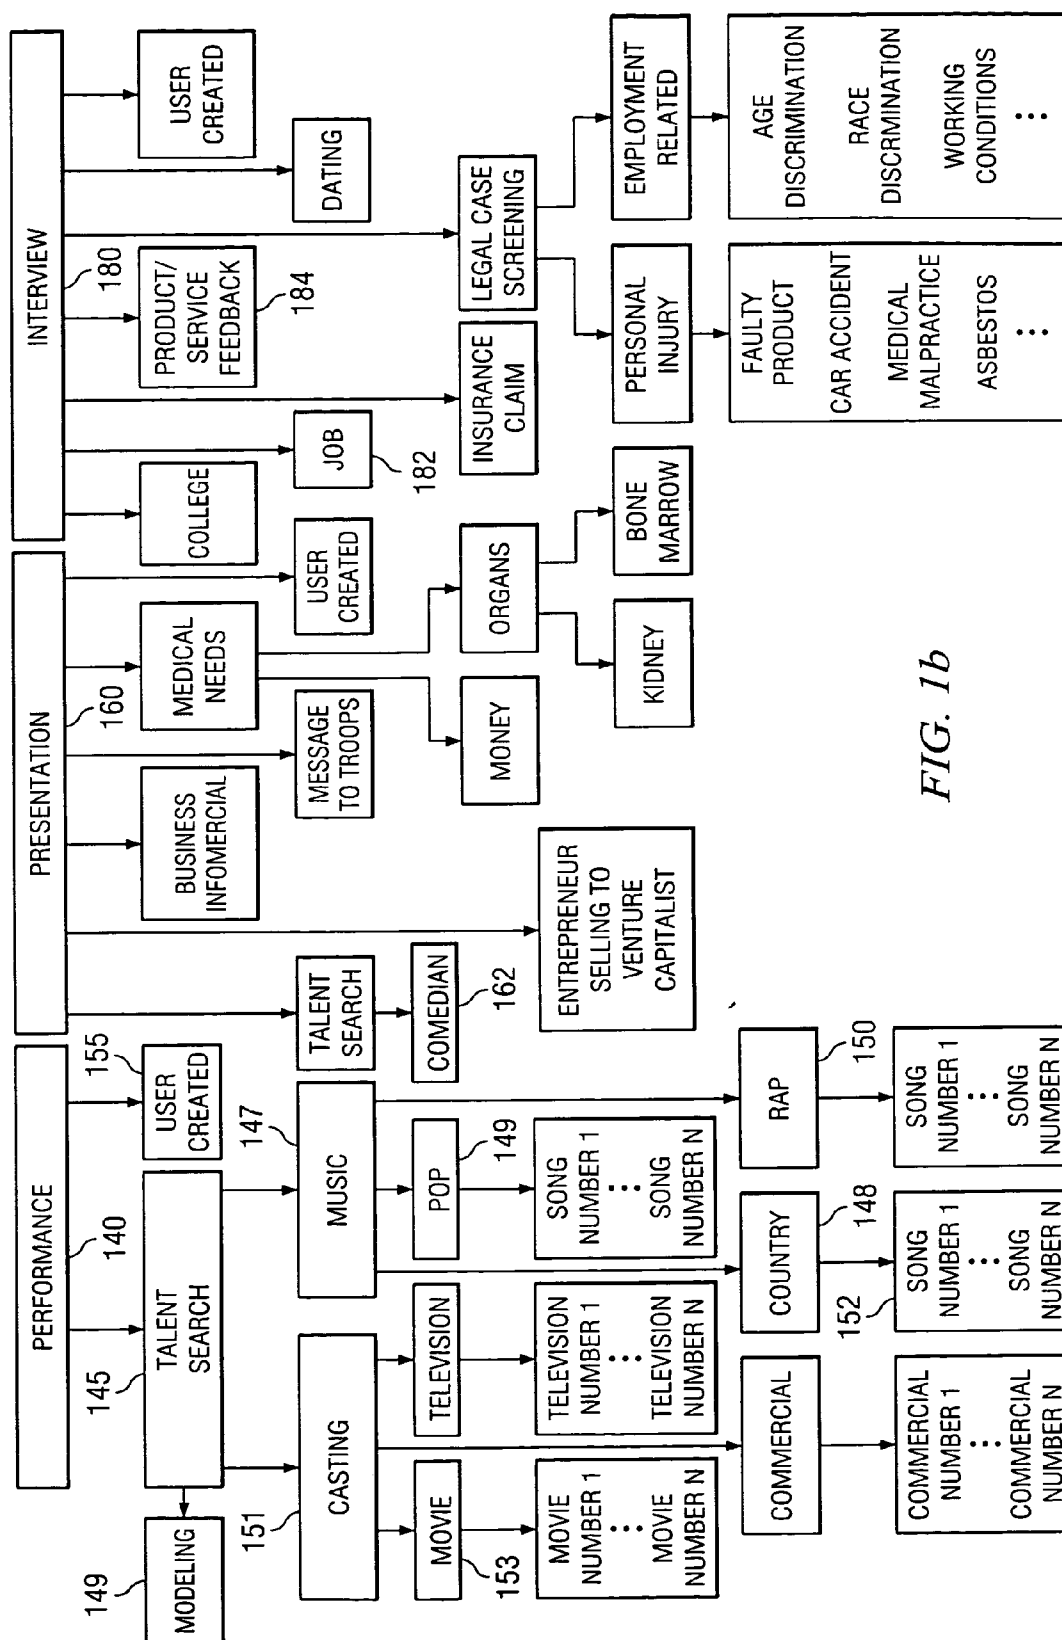 PERFORMANCE
140
PRESENTATION
160
INTERVIEW
180
149
MODELING
145
TALENT
SEARCH
155
USER
CREATED
151
CASTING
147
MUSIC
MOVIE
153
TELEVISION
POP
149
MOVIE
NUMBER 1
⋮
MOVIE
NUMBER N
TELEVISION
NUMBER 1
⋮
TELEVISION
NUMBER N
SONG
NUMBER 1
⋮
SONG
NUMBER N
COMMERCIAL
COUNTRY
148
RAP
150
COMMERCIAL
NUMBER 1
⋮
COMMERCIAL
NUMBER N
152
SONG
NUMBER 1
⋮
SONG
NUMBER N
SONG
NUMBER 1
⋮
SONG
NUMBER N
TALENT
SEARCH
COMEDIAN
162
ENTREPRENEUR
SELLING TO
VENTURE
CAPITALIST
BUSINESS
INFOMERCIAL
MESSAGE
TO TROOPS
MEDICAL
NEEDS
USER
CREATED
MONEY
ORGANS
KIDNEY
BONE
MARROW
COLLEGE
JOB
182
INSURANCE
CLAIM
PRODUCT/
SERVICE
FEEDBACK
184
LEGAL CASE
SCREENING
DATING
USER
CREATED
PERSONAL
INJURY
EMPLOYMENT
RELATED
FAULTY
PRODUCT
CAR ACCIDENT
MEDICAL
MALPRACTICE
ASBESTOS
⋮
AGE
DISCRIMINATION
RACE
DISCRMINATION
WORKING
CONDITIONS
⋮
FIG. 1b